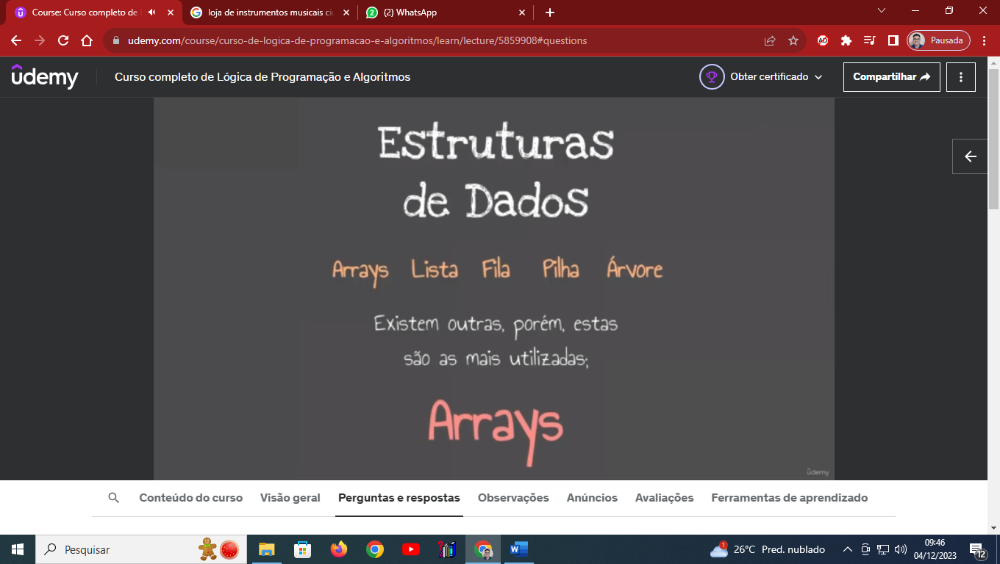 Course: Curso completo de
loja de instrumentos musicais ci
(2) WhatsApp
udemy.com/course/curso-de-logica-de-programacao-e-algoritmos/learn/lecture/5859908#questions
Pausada
ûdemy
Curso completo de Lógica de Programação e Algoritmos
Obter certificado
Compartilhar
Estruturas
de Dados
Arrays Lista Fila Pilha Árvore
Existem outras, porém, estas
são as mais utilizadas;
Arrays
ûdemy
Conteúdo do curso Visão geral Perguntas e respostas Observações Anúncios Avaliações Ferramentas de aprendizado
Pesquisar
1
26°C Pred. nublado
09:46
04/12/2023
12